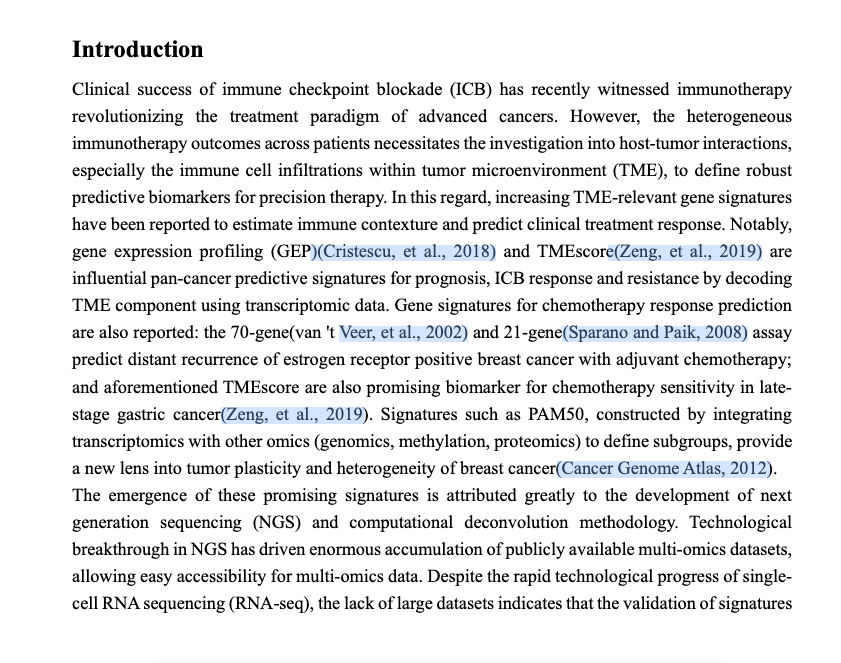 Introduction
Clinical success of immune checkpoint blockade (ICB) has recently witnessed immunotherapy
revolutionizing the treatment paradigm of advanced cancers. However, the heterogeneous
immunotherapy outcomes across patients necessitates the investigation into host-tumor interactions,
especially the immune cell infiltrations within tumor microenvironment (TME), to define robust
predictive biomarkers for precision therapy. In this regard, increasing TME-relevant gene signatures
have been reported to estimate immune contexture and predict clinical treatment response. Notably,
gene expression profiling (GEP)(Cristescu, et al., 2018) and TMEscore(Zeng, et al., 2019) are
influential pan-cancer predictive signatures for prognosis, ICB response and resistance by decoding
TME component using transcriptomic data. Gene signatures for chemotherapy response prediction
are also reported: the 70-gene(van 't Veer, et al., 2002) and 21-gene(Sparano and Paik, 2008) assay
predict distant recurrence of estrogen receptor positive breast cancer with adjuvant chemotherapy;
and aforementioned TMEscore are also promising biomarker for chemotherapy sensitivity in late-
stage gastric cancer(Zeng, et al., 2019). Signatures such as PAM50, constructed by integrating
transcriptomics with other omics (genomics, methylation, proteomics) to define subgroups, provide
a new lens into tumor plasticity and heterogeneity of breast cancer(Cancer Genome Atlas, 2012).
The emergence of these promising signatures is attributed greatly to the development of next
generation sequencing (NGS) and computational deconvolution methodology. Technological
breakthrough in NGS has driven enormous accumulation of publicly available multi-omics datasets,
allowing easy accessibility for multi-omics data. Despite the rapid technological progress of single-
cell RNA sequencing (RNA-seq), the lack of large datasets indicates that the validation of signatures